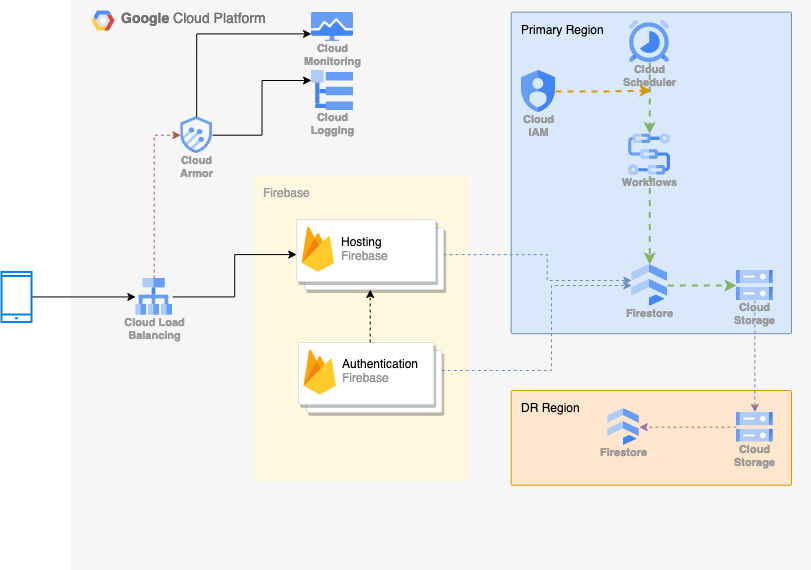 Google Cloud Platform
Cloud
Monitoring
Cloud
Logging
Cloud
Armor
Primary Region
Cloud
Scheduler
Cloud
IAM
Workflows
Firebase
Hosting
Firebase
Cloud Load
Balancing
Firestore
Cloud
Storage
Authentication
Firebase
DR Region
Firestore
Cloud
Storage